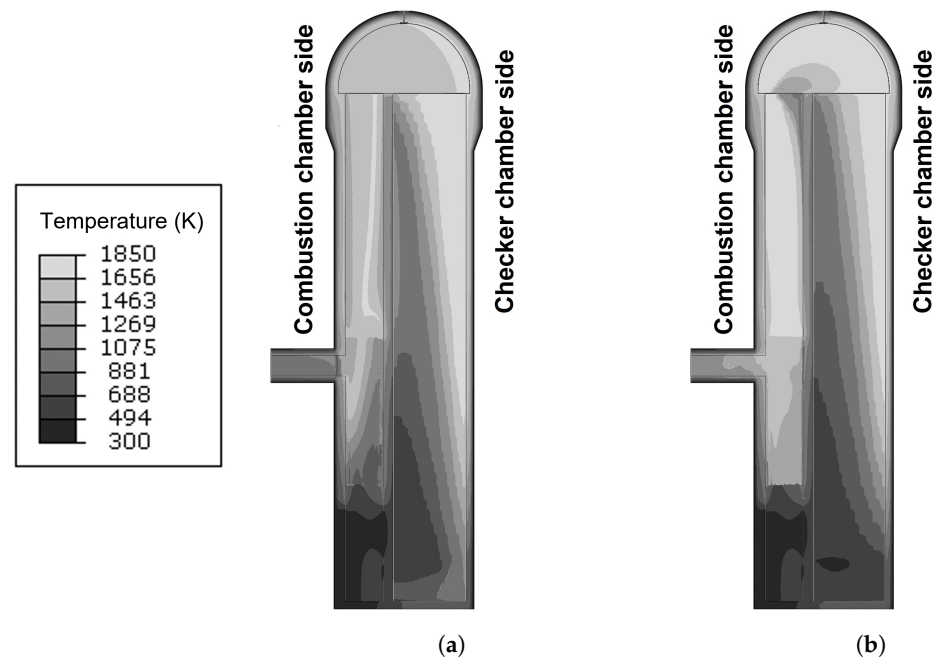 Temperature (K)
1850
1656
1463
1269
1075
881
688
494
300
Combustion chamber side
Checker chamber side
Combustion chamber side
Checker chamber side
(a)
(b)